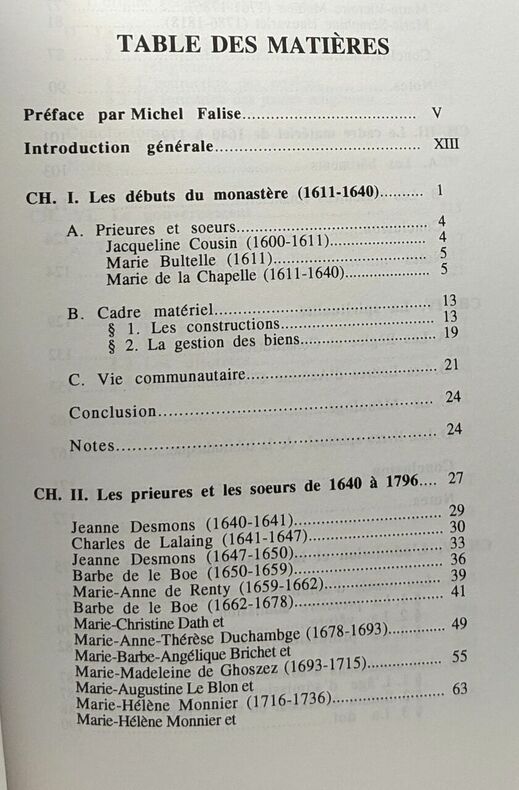 TABLE DES MATIÈRES
Préface par Michel Falise.................................... V
Introduction générale.......................................... XIII
CH. I. Les débuts du monastère (1611-1640).......... 1
A. Prieures et soeurs.......................................... 4
Jacqueline Cousin (1600-1611)...................... 4
Marie Bultelle (1611).................................. 5
Marie de la Chapelle (1611-1640).................. 5
B. Cadre matériel.............................................. 13
§ 1. Les constructions.................................. 13
§ 2. La gestion des biens.............................. 19
C. Vie communautaire........................................ 21
Conclusion........................................................ 24
Notes................................................................ 24
CH. II. Les prieures et les soeurs de 1640 à 1796.... 27
Jeanne Desmons (1640-1641).............................. 29
Charles de Lalaing (1641-1647).......................... 30
Jeanne Desmons (1647-1650).............................. 33
Barbe de le Boe (1650-1659).............................. 36
Marie-Anne de Renty (1659-1662)...................... 39
Barbe de le Boe (1662-1678).............................. 41
Marie-Christine Dath et
Marie-Anne-Thérèse Duchambge (1678-1693)........ 49
Marie-Barbe-Angélique Brichet et
Marie-Madeleine de Ghoszez (1693-1715)............ 55
Marie-Augustine Le Blon et
Marie-Hélène Monnier (1716-1736).................... 63
Marie-Hélène Monnier et